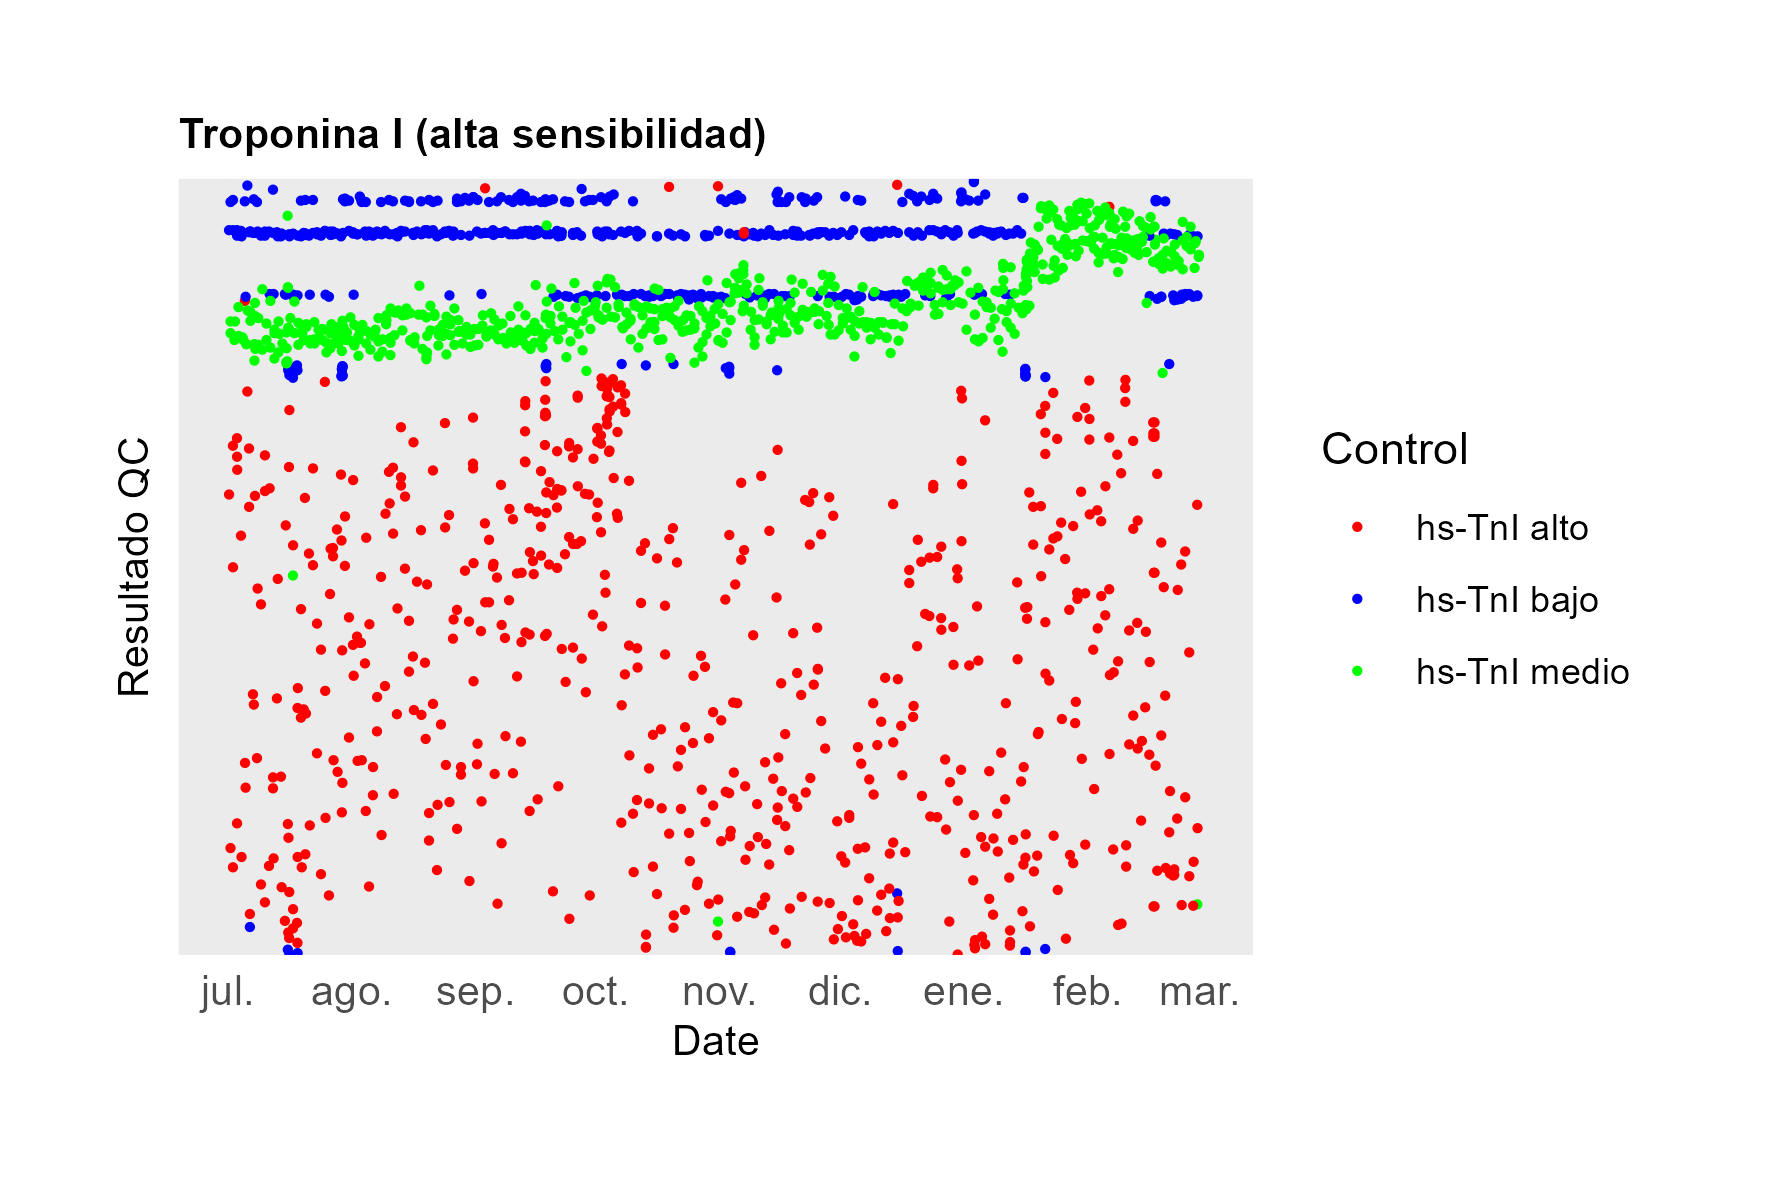 Troponina I (alta sensibilidad)
Resultado QC
jul. ago. sep. oct. nov. dic. ene. feb. mar.
Date
Control
hs-TnI alto
hs-TnI bajo
hs-TnI medio